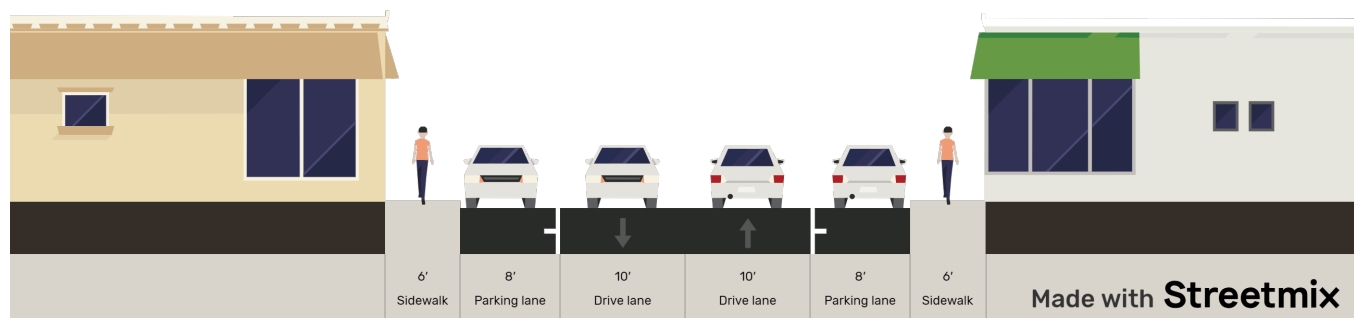 6′ 8′ 10′ 10′ 8′ 6′
Sidewalk Parking lane Drive lane Drive lane Parking lane Sidewalk
Made with Streetmix